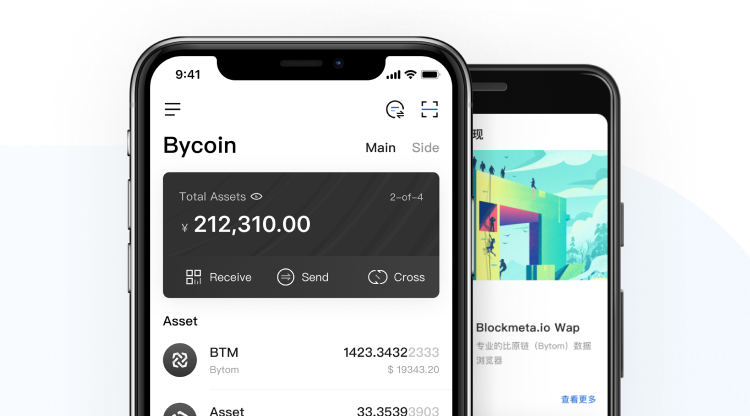 9:41
Bycoin
Main
Side
Total Assets
2-of-4
¥ 212,310.00
Receive
Send
Cross
Asset
BTM
1423.34322333
Bytom
$ 19343.20
Asset
33.35393903
现
Blockmeta.io Wap
专业的比原链（Bytom）数据
浏览器
查看更多